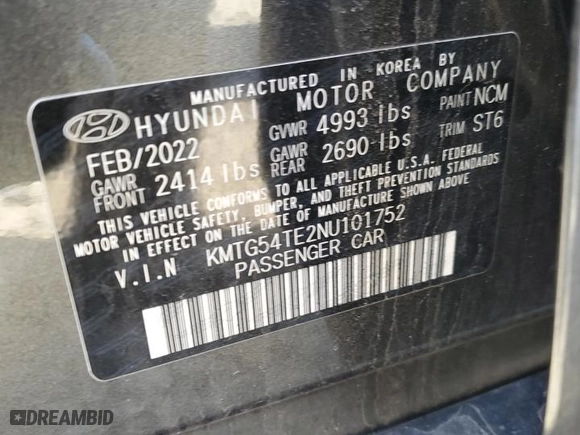 MANUFACTURED IN KOREA BY
HYUNDAI MOTOR COMPANY
FEB/2022 GVWR 4993 lbs PAINT NCM
GAWR FRONT 2414 lbs GAWR REAR 2690 lbs TRIM ST6
THIS VEHICLE CONFORMS TO ALL APPLICABLE U.S.A. FEDERAL
MOTOR VEHICLE SAFETY, BUMPER, AND THEFT PREVENTION STANDARDS
IN EFFECT ON THE DATE OF MANUFACTURE SHOWN ABOVE
V.I.N KMTG54TE2NU101752
PASSENGER CAR
DREAMBID